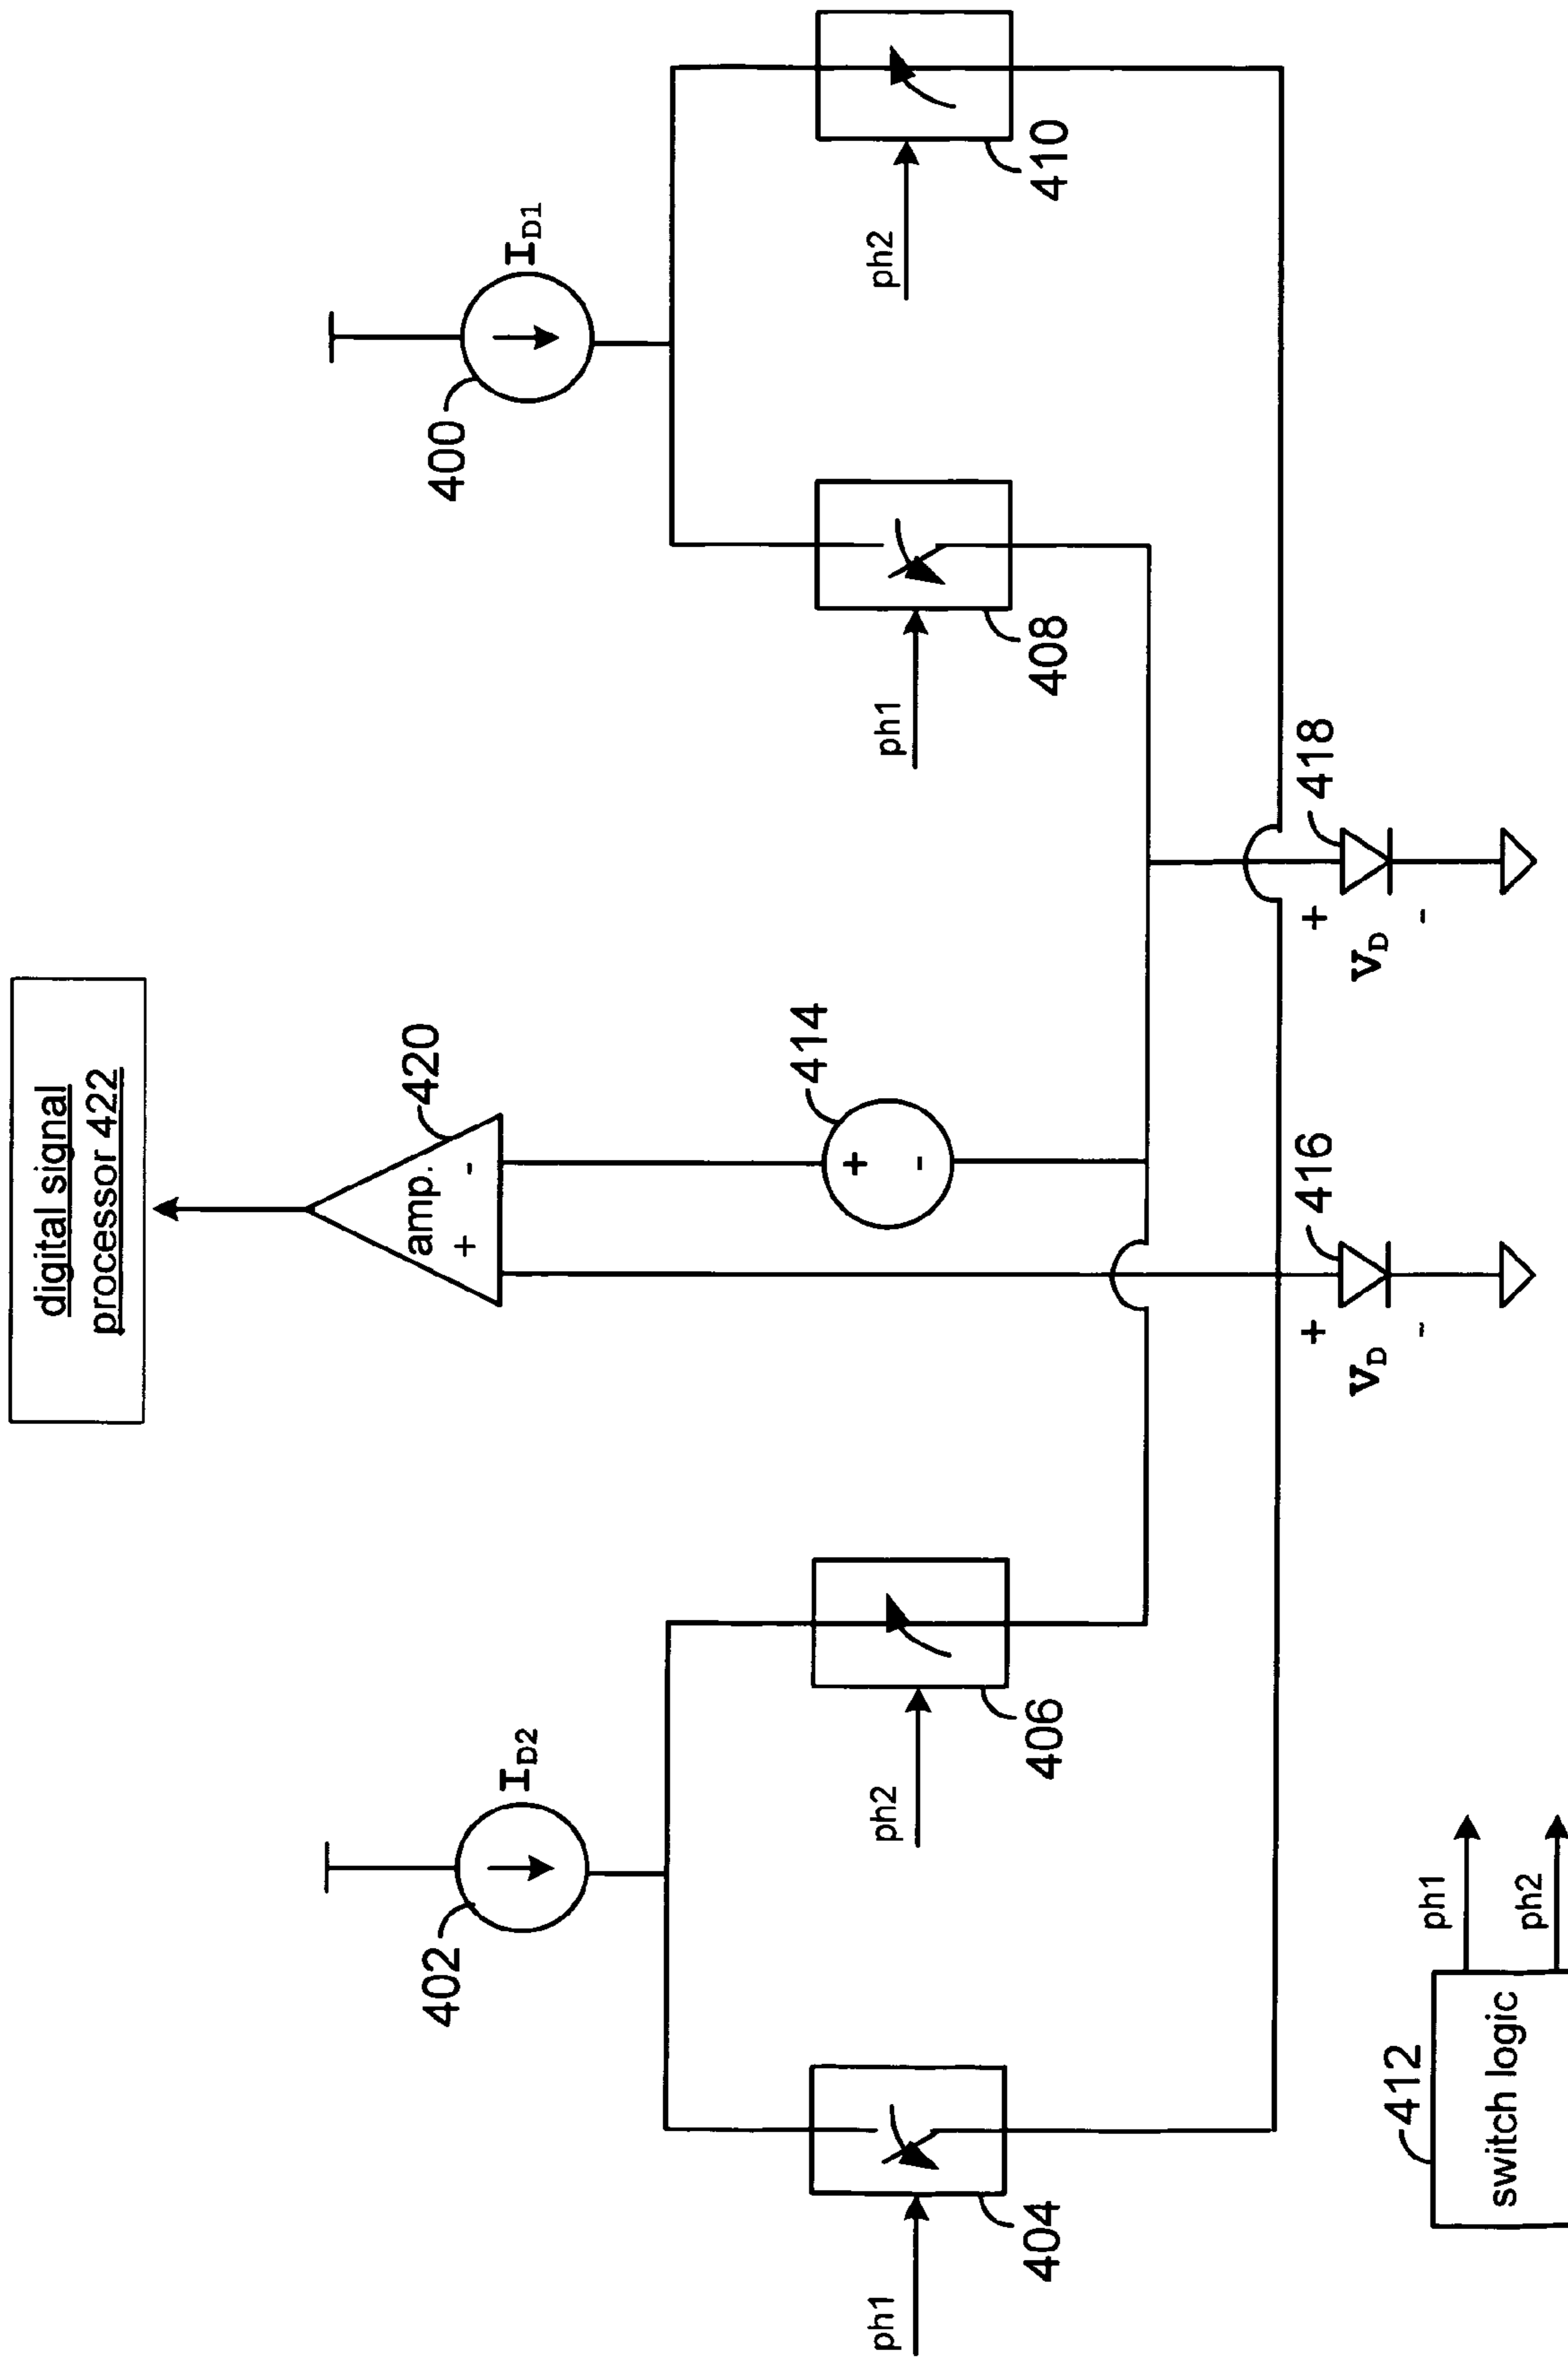 digital signal
processor 422
420
amp.
+ -
402
I_D2
400
I_D1
414
+
-
ph1
404
ph2
406
ph1
408
ph2
410
416
+
V_D
-
418
+
V_D
-
412
switch logic
ph1
ph2